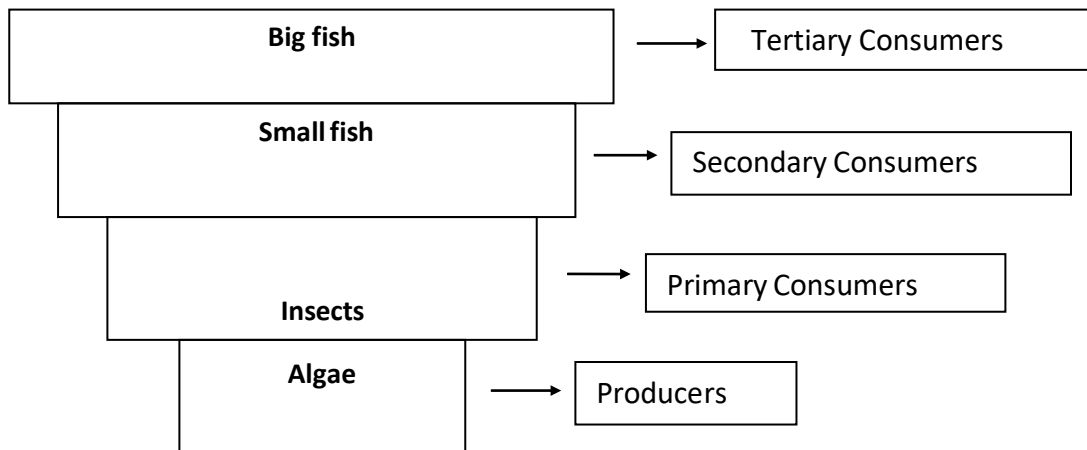 Big fish
Tertiary Consumers
Small fish
Secondary Consumers
Insects
Primary Consumers
Algae
Producers